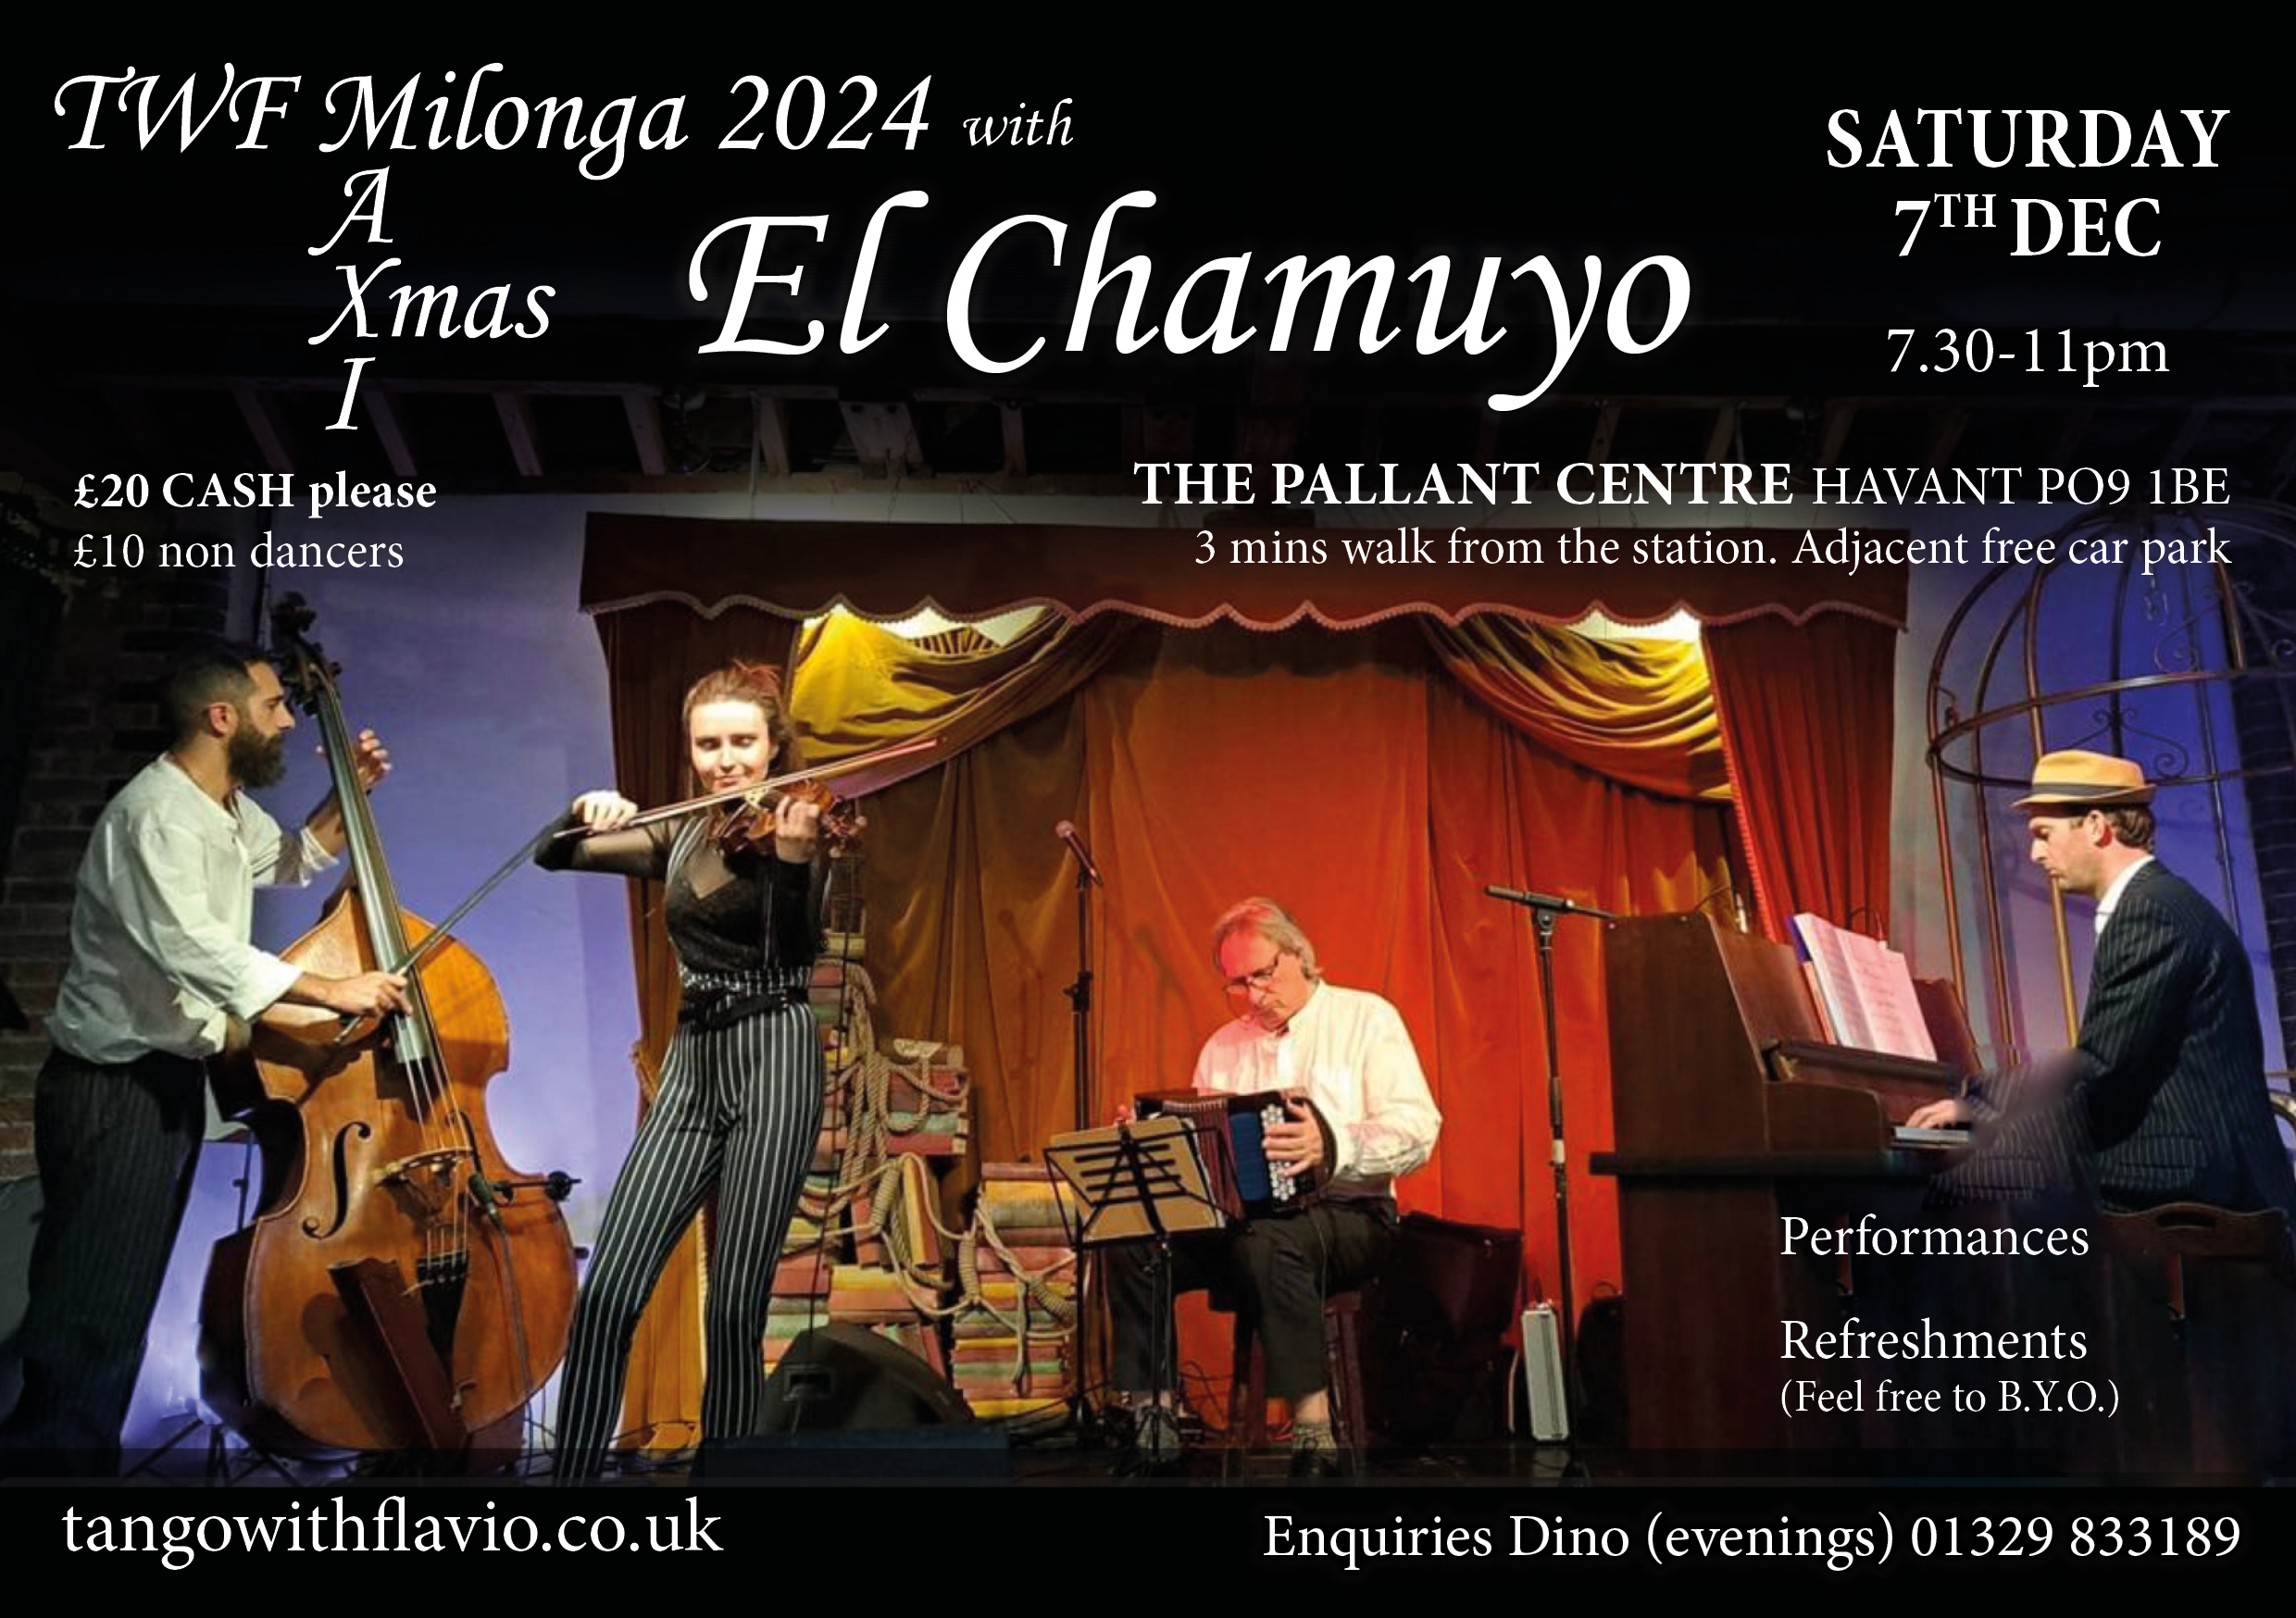 TWF Milonga 2024 with
A
Xmas
I
El Chamuyo
SATURDAY
7TH DEC
7.30-11pm
£20 CASH please
£10 non dancers
THE PALLANT CENTRE HAVANT PO9 1BE
3 mins walk from the station. Adjacent free car park
Performances
Refreshments
(Feel free to B.Y.O.)
tangowithflavio.co.uk
Enquiries Dino (evenings) 01329 833189